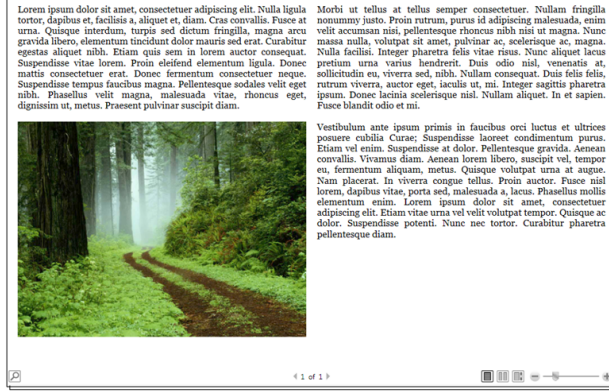 Lorem ipsum dolor sit amet, consectetuer adipiscing elit. Nulla ligula
tortor, dapibus et, facilisis a, aliquet et, diam. Cras convallis. Fusce at
urna. Quisque interdum, turpis sed dictum fringilla, magna arcu
gravida libero, elementum tincidunt dolor mauris sed erat. Curabitur
egestas aliquet nibh. Etiam quis sem in lorem auctor consequat.
Suspendisse vitae lorem. Proin eleifend elementum ligula. Donec
mattis consectetuer erat. Donec fermentum consectetuer neque.
Suspendisse tempus faucibus magna. Pellentesque sodales velit eget
nibh. Phasellus velit magna, malesuada vitae, rhoncus eget,
dignissim ut, metus. Praesent pulvinar suscipit diam.
Morbi ut tellus at tellus semper consectetuer. Nullam fringilla
nonummy justo. Proin rutrum, purus id adipiscing malesuada, enim
velit accumsan nisi, pellentesque rhoncus nibh nisi ut magna. Nunc
massa nulla, volutpat sit amet, pulvinar ac, scelerisque ac, magna.
Nulla facilisi. Integer pharetra felis vitae risus. Nunc aliquet lacus
pretium urna varius hendrerit. Duis odio nisl, venenatis at,
sollicitudin eu, viverra sed, nibh. Nullam consequat. Duis felis felis,
rutrum viverra, auctor eget, iaculis ut, mi. Integer sagittis pharetra
ipsum. Donec lacinia scelerisque nisl. Nullam aliquet. In et sapien.
Fusce blandit odio et mi.
Vestibulum ante ipsum primis in faucibus orci luctus et ultrices
posuere cubilia Curae; Suspendisse laoreet condimentum purus.
Etiam vel enim. Suspendisse at dolor. Pellentesque gravida. Aenean
convallis. Vivamus diam. Aenean lorem libero, suscipit vel, tempor
eu, fermentum aliquam, metus. Quisque volutpat urna at augue.
Nam placerat. In viverra congue tellus. Proin auctor. Fusce nisl
lorem, dapibus vitae, porta sed, malesuada a, lacus. Phasellus mollis
elementum enim. Lorem ipsum dolor sit amet, consectetuer
adipiscing elit. Etiam vitae urna vel velit volutpat tempor. Quisque ac
dolor. Suspendisse potenti. Nunc nec tortor. Curabitur pharetra
pellentesque diam.
1 of 1